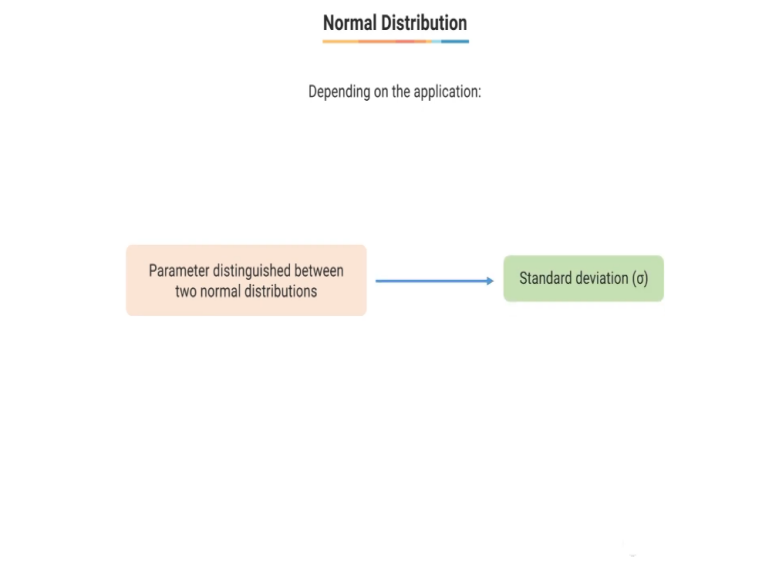 Normal Distribution
Depending on the application:
Parameter distinguished between
two normal distributions
Standard deviation (σ)